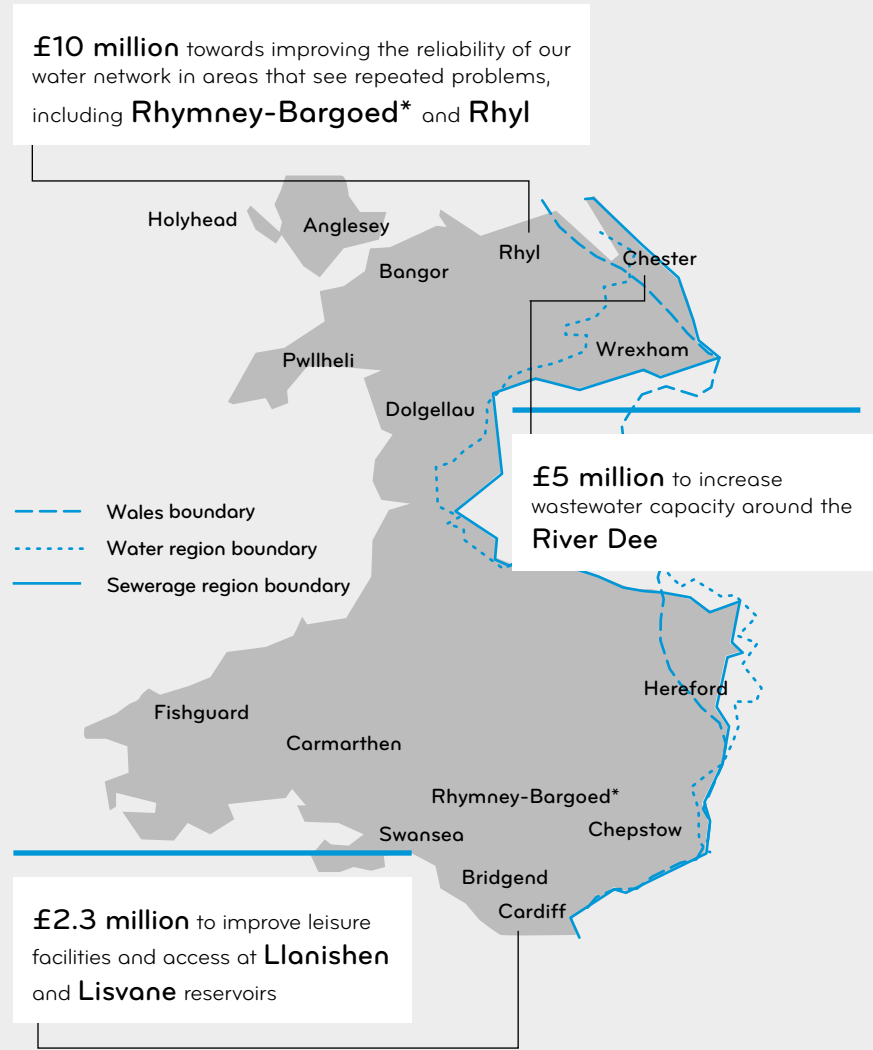 £10 million towards improving the reliability of our
water network in areas that see repeated problems,
including Rhymney-Bargoed* and Rhyl
Holyhead
Anglesey
Bangor
Rhyl
Chester
Pwllheli
Wrexham
Dolgellau
£5 million to increase
wastewater capacity around the
River Dee
Wales boundary
Water region boundary
Sewerage region boundary
Hereford
Fishguard
Carmarthen
Rhymney-Bargoed*
Swansea
Chepstow
Bridgend
Cardiff
£2.3 million to improve leisure
facilities and access at Llanishen
and Lisvane reservoirs